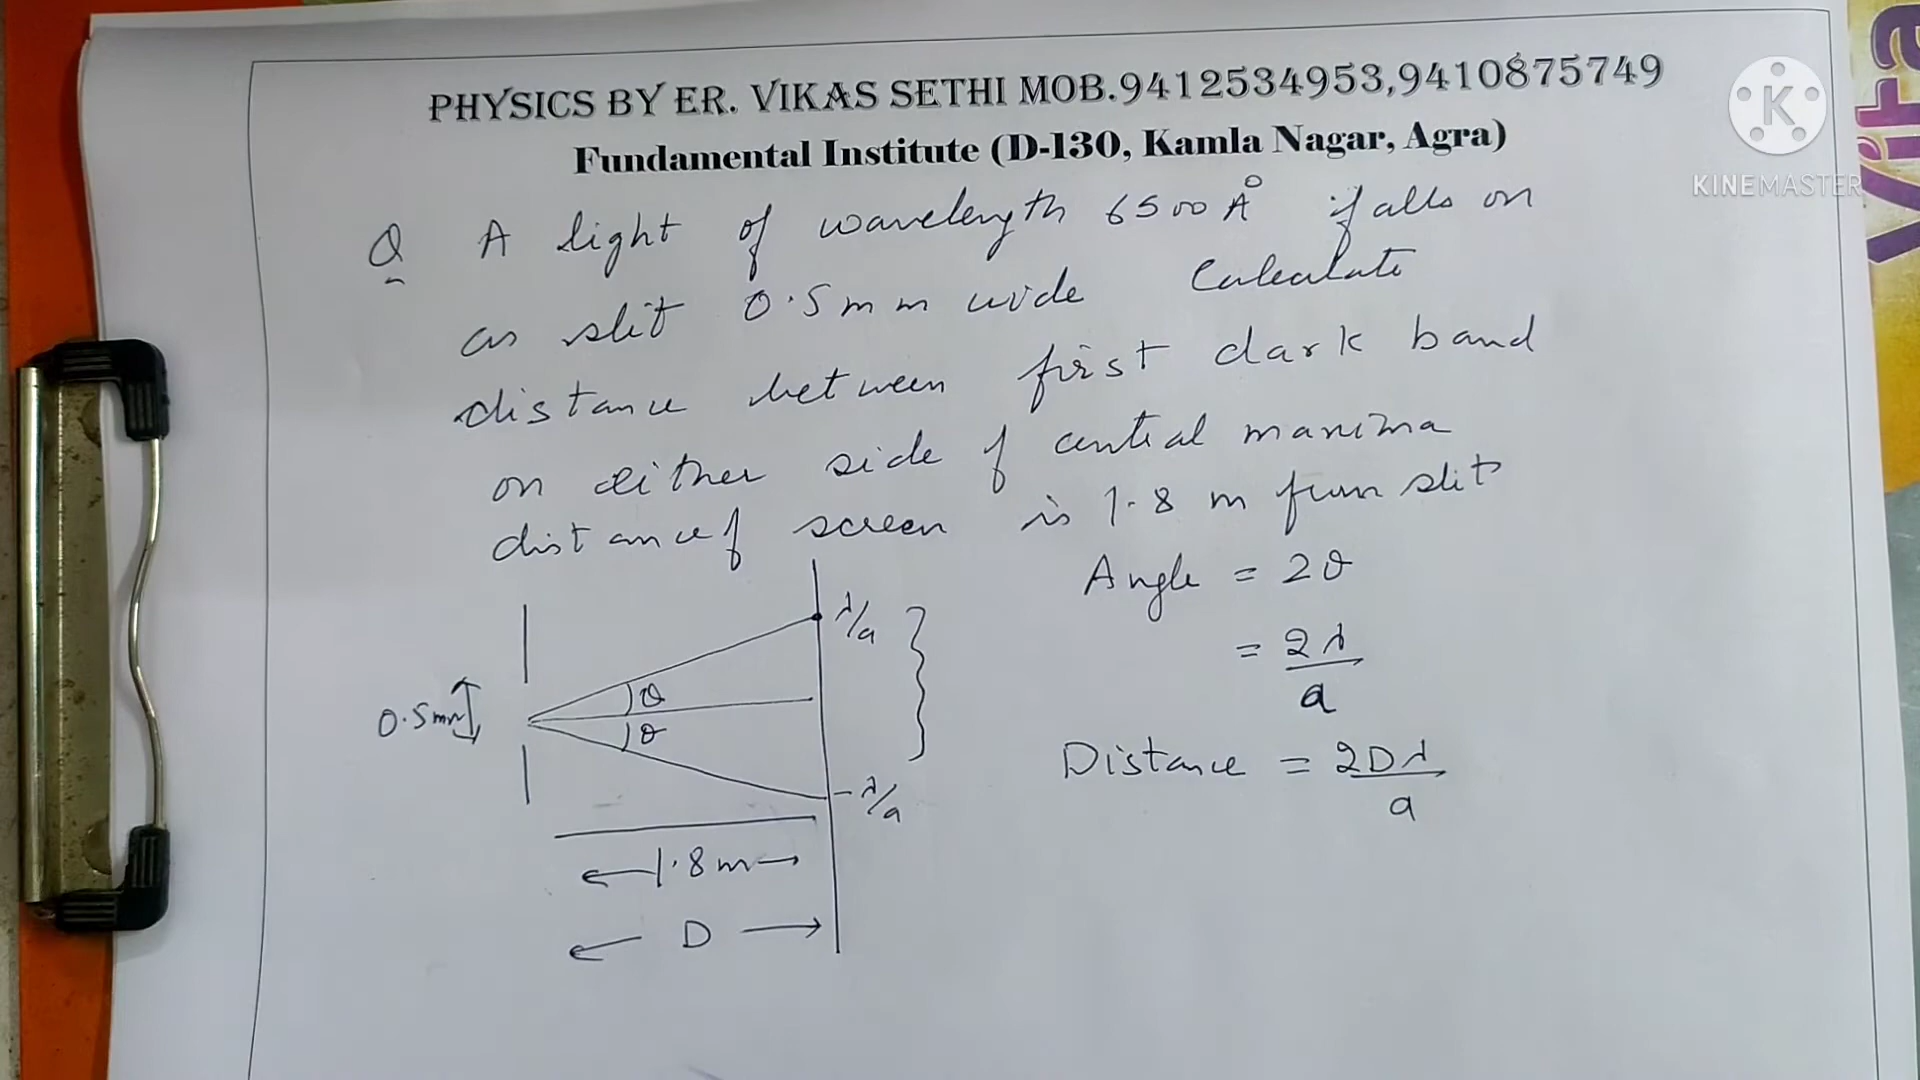 PHYSICS BY ER. VIKAS SETHI MOB.9412534953,9410875749
Fundamental Institute (D-130, Kamla Nagar, Agra)
K
KINEMASTER
Vita
Q A light of wavelength 6500 Å falls on
as slit 0.5 mm wide Calculate
distance between first dark band
on either side of central maxima
distance of screen is 1.8 m from slit
Angle = 2θ
= 2λ/a
Distance = 2Dλ/a
λ/a
θ
θ
0.5mm
-λ/a
1.8m
D